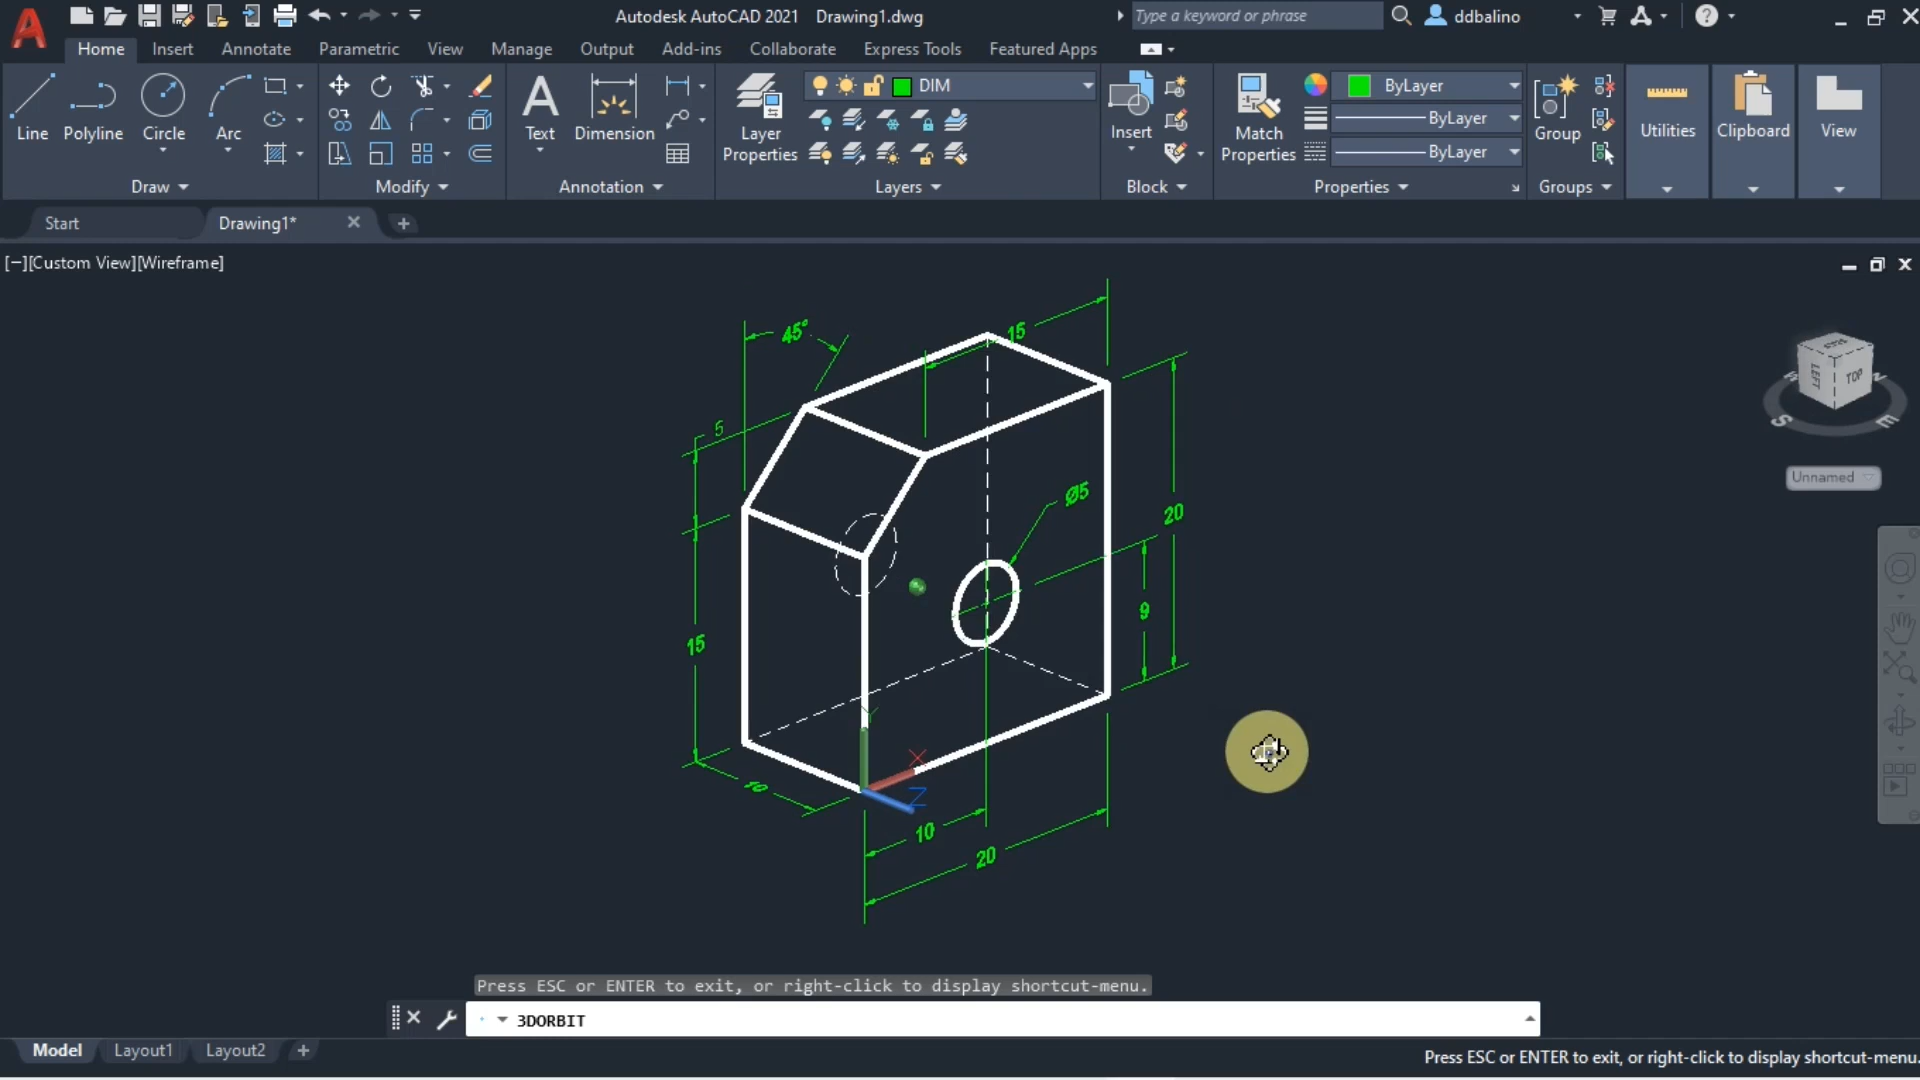 Autodesk AutoCAD 2021 Drawing1.dwg
Type a keyword or phrase
ddbalino
Home Insert Annotate Parametric View Manage Output Add-ins Collaborate Express Tools Featured Apps
Line Polyline Circle Arc
Draw
Modify
Text Dimension
Annotation
Layer Properties
DIM
Layers
Insert
Block
Match Properties
ByLayer
ByLayer
ByLayer
Properties
Group
Groups
Utilities
Clipboard
View
Start
Drawing1*
[−][Custom View][Wireframe]
45°
15
5
Ø5
20
9
15
10
Y
X
Z
10
20
LEFT
TOP
S
E
Unnamed
Press ESC or ENTER to exit, or right-click to display shortcut-menu.
3DORBIT
Model Layout1 Layout2
Press ESC or ENTER to exit, or right-click to display shortcut-menu.